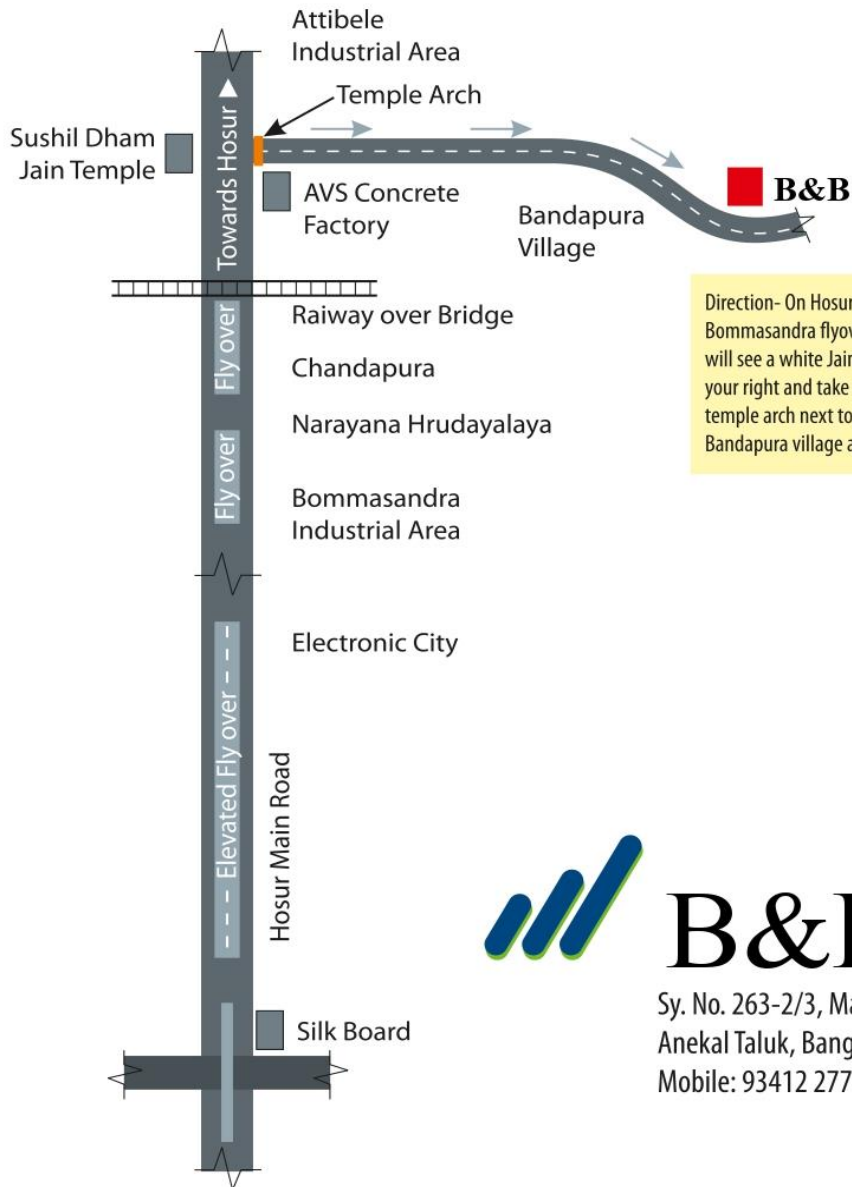 Attibele
Industrial Area
Temple Arch
Sushil Dham
Jain Temple
Towards Hosur
AVS Concrete
Factory
Bandapura
Village
B&B
Direction- On Hosur
Bommasandra
will see a white Jain
your right and take
temple arch next to
Bandapura village
Raiway over Bridge
Fly over
Chandapura
Narayana Hrudayalaya
Fly over
Bommasandra
Industrial Area
Electronic City
Elevated Fly over
Hosur Main Road
B&
Sy. No. 263-2/3,
Anekal Taluk,
Mobile: 93412 277
Silk Board